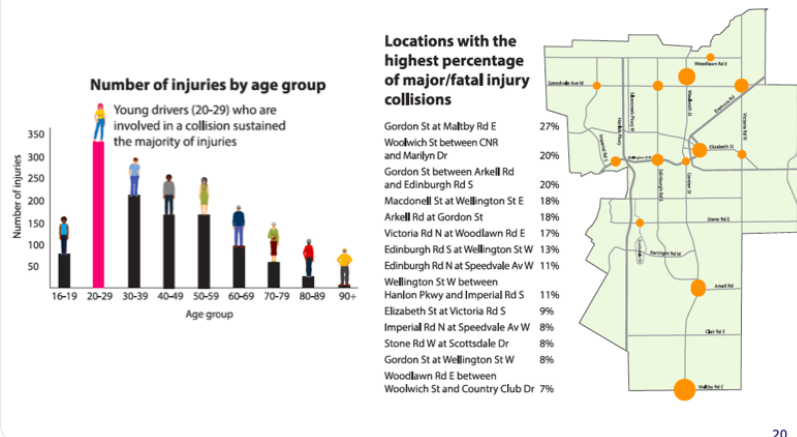 Number of injuries by age group
Young drivers (20-29) who are
involved in a collision sustained
the majority of injuries
Number of injuries
350
300
250
200
150
100
50
16-19 20-29 30-39 40-49 50-59 60-69 70-79 80-89 90+
Age group
Locations with the
highest percentage
of major/fatal injury
collisions
Gordon St at Maltby Rd E 27%
Woolwich St between CNR
and Marilyn Dr 20%
Gordon St between Arkell Rd
and Edinburgh Rd S 20%
Macdonell St at Wellington St E 18%
Arkell Rd at Gordon St 18%
Victoria Rd N at Woodlawn Rd E 17%
Edinburgh Rd S at Wellington St W 13%
Edinburgh Rd N at Speedvale Av W 11%
Wellington St W between
Hanlon Pkwy and Imperial Rd S 11%
Elizabeth St at Victoria Rd S 9%
Imperial Rd N at Speedvale Av W 8%
Stone Rd W at Scottsdale Dr 8%
Gordon St at Wellington St W 8%
Woodlawn Rd E between
Woolwich St and Country Club Dr 7%
Woodlawn Rd E
Speedvale Ave W
Woolwich St
Victoria Rd N
Hanlon Pkwy
Elizabeth St
Gordon St
Stone Rd E
Arkell Rd
Clair Rd E
Maltby Rd E
20